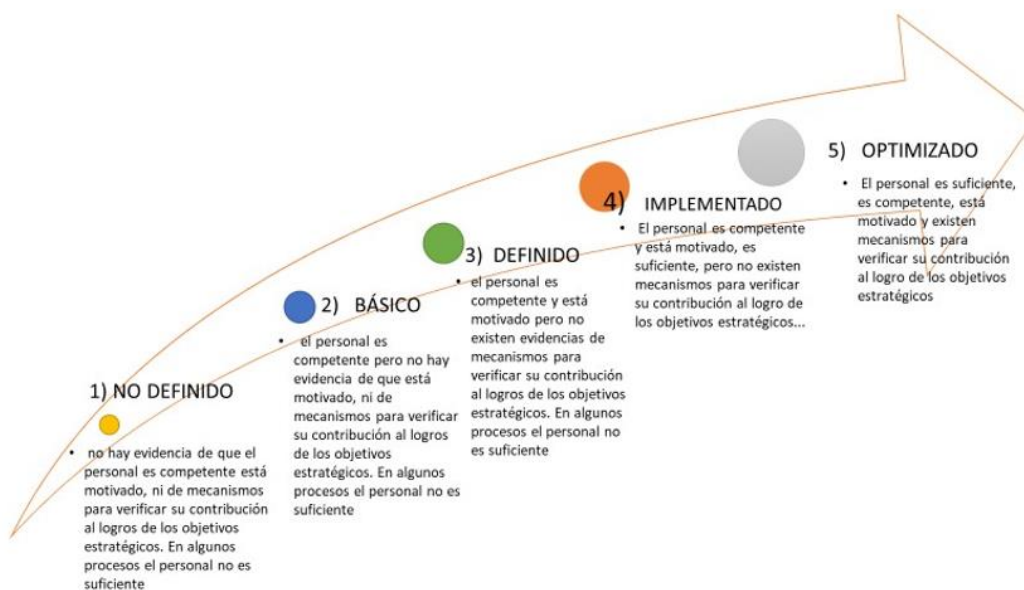 1) NO DEFINIDO
• no hay evidencia de que el
personal es competente está
motivado, ni de mecanismos
para verificar su contribución
al logros de los objetivos
estratégicos. En algunos
procesos el personal no es
suficiente
2) BÁSICO
• el personal es
competente pero no hay
evidencia de que está
motivado, ni de
mecanismos para verificar
su contribución al logros
de los objetivos
estratégicos. En algunos
procesos el personal no es
suficiente
3) DEFINIDO
• el personal es
competente y está
motivado pero no
existen evidencias de
mecanismos para
verificar su contribución
al logros de los objetivos
estratégicos. En algunos
procesos el personal no
es suficiente
4) IMPLEMENTADO
• El personal es competente
y está motivado, es
suficiente, pero no existen
mecanismos para verificar
su contribución al logro de
los objetivos estratégicos...
5) OPTIMIZADO
• El personal es suficiente,
es competente, está
motivado y existen
mecanismos para
verificar su contribución
al logro de los objetivos
estratégicos